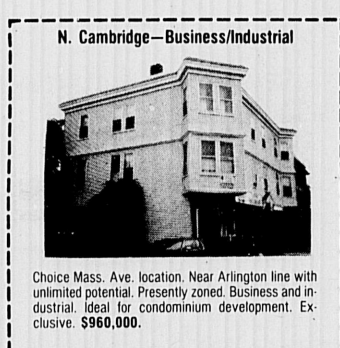 N. Cambridge—Business/Industrial
Choice Mass. Ave. location. Near Arlington line with
unlimited potential. Presently zoned. Business and in-
dustrial. Ideal for condominium development. Ex-
clusive. $960,000.